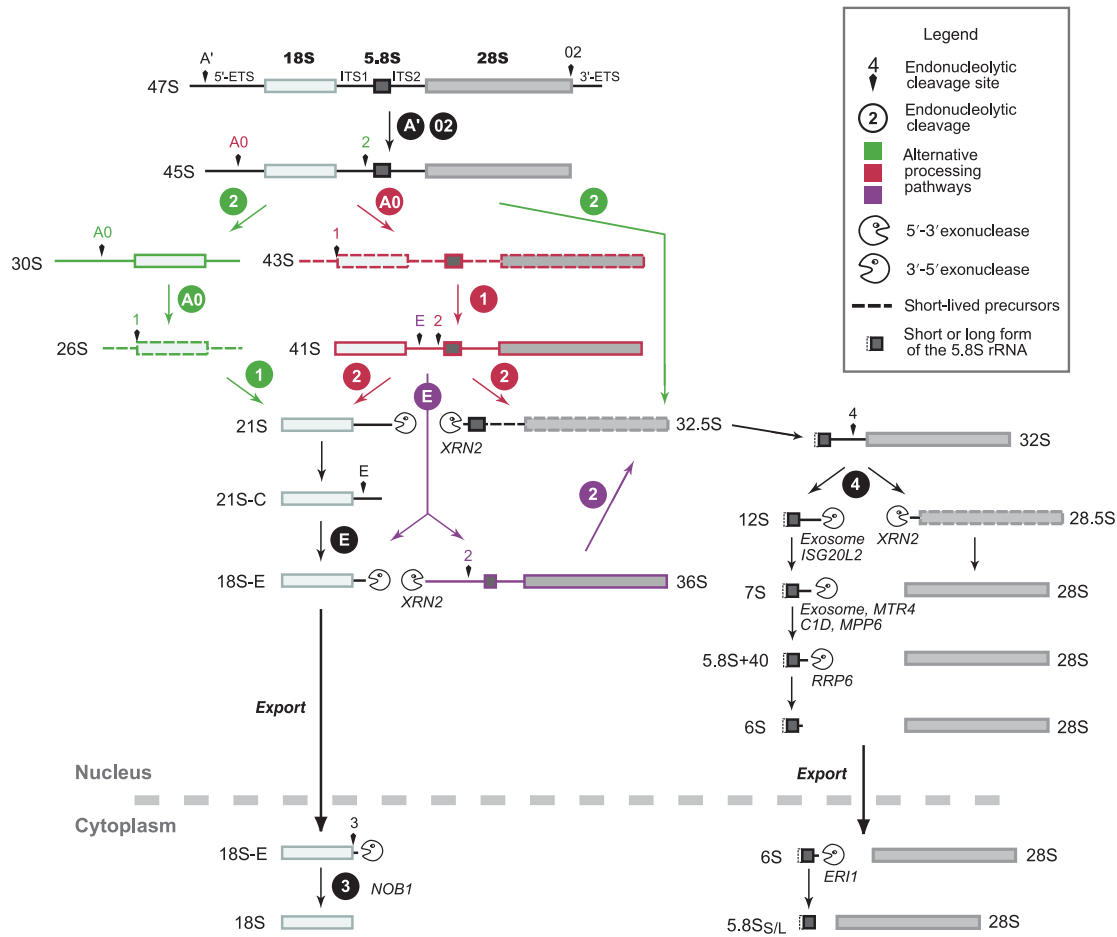 18S 5.8S 28S
A' 02
5'-ETS ITS1 ITS2 3'-ETS
47S
A' 02
A0 2
45S
2 A0 2
A0 1
30S 43S
A0 1
1 E 2
26S 41S
1 2 E 2
21S XRN2 32.5S
4
32S
E
21S-C 2 4
12S 28.5S
Exosome XRN2
ISG20L2
E
2
18S-E XRN2 36S
7S 28S
Exosome, MTR4
C1D, MPP6
5.8S+40 28S
RRP6
Export
6S 28S
Nucleus Export
Cytoplasm
3
18S-E 6S 28S
ERI1
3 NOB1
18S 5.8SS/L 28S
Legend
4 Endonucleolytic
cleavage site
2 Endonucleolytic
cleavage
Alternative
processing
pathways
5'-3' exonuclease
3'-5' exonuclease
Short-lived precursors
Short or long form
of the 5.8S rRNA